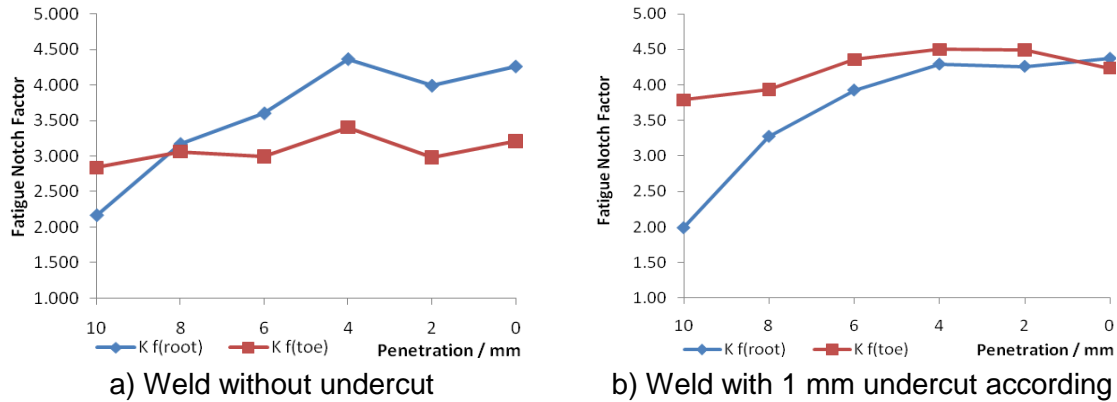 5.000
4.500
4.000
3.500
3.000
2.500
2.000
1.500
1.000
Fatigue Notch Factor
10 8 6 4 2 0
K f(root) K f(toe) Penetration / mm
a) Weld without undercut
5.00
4.50
4.00
3.50
3.00
2.50
2.00
1.50
1.00
Fatigue Notch Factor
10 8 6 4 2 0
K f(root) K f(toe) Penetration / mm
b) Weld with 1 mm undercut according